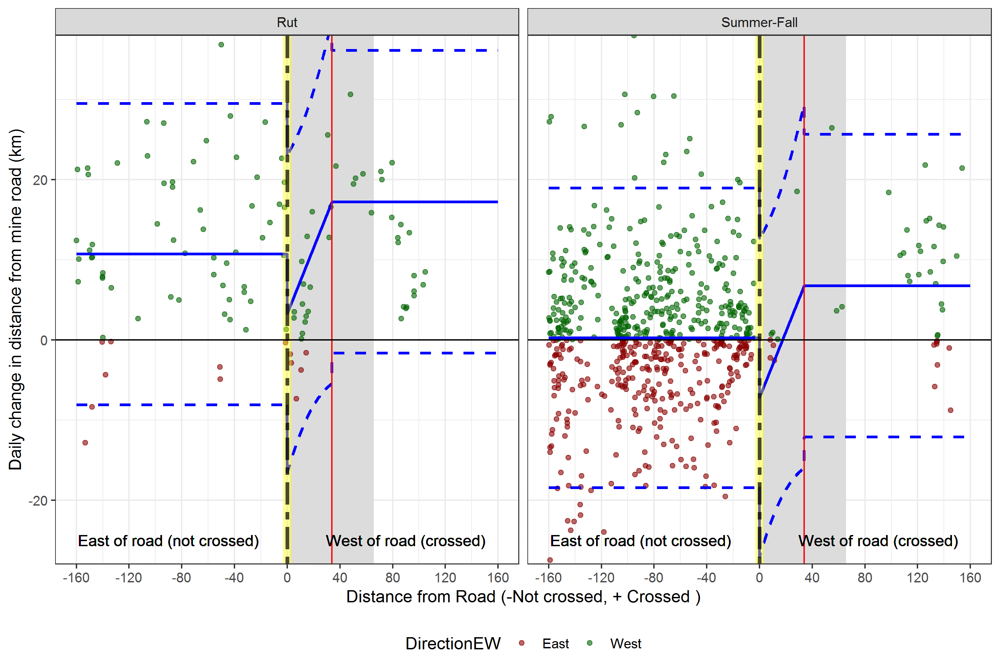 Rut
Summer-Fall
Daily change in distance from mine road (km)
20
0
-20
East of road (not crossed)
West of road (crossed)
East of road (not crossed)
West of road (crossed)
-160 -120 -80 -40 0 40 80 120 160
-160 -120 -80 -40 0 40 80 120 160
Distance from Road (-Not crossed, + Crossed )
DirectionEW East West